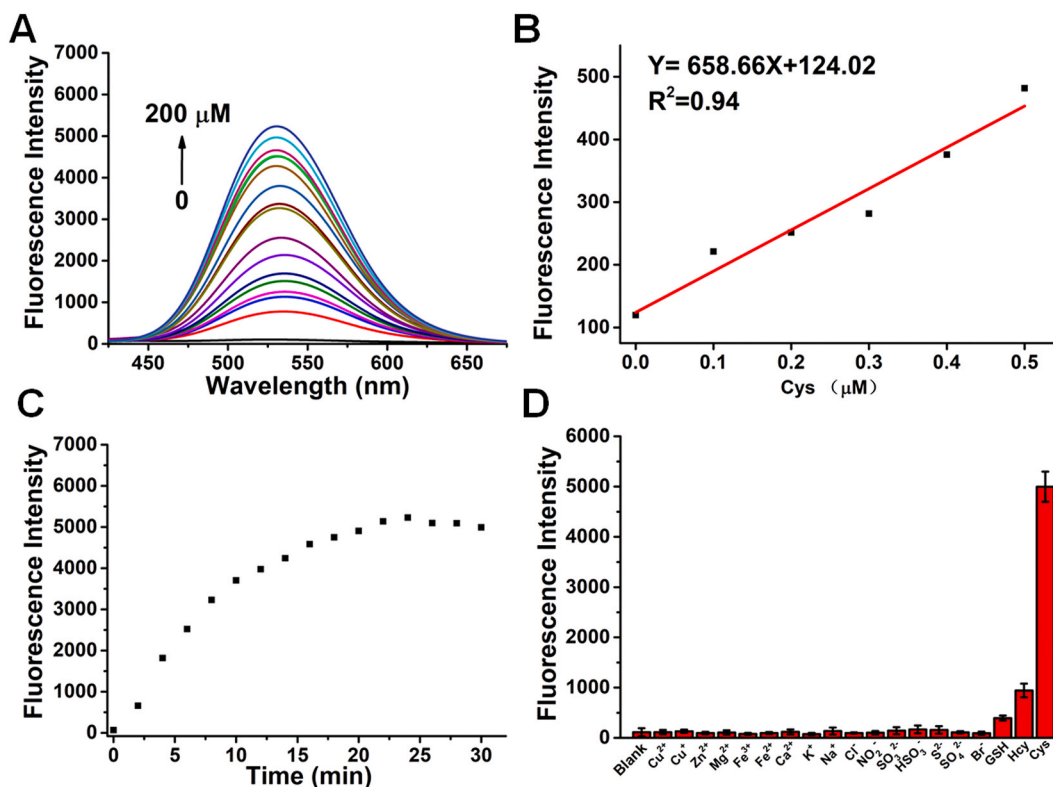 A
7000
6000
5000
4000
3000
2000
1000
0
Fluorescence Intensity
200 μM
0
450 500 550 600 650
Wavelength (nm)
B
Y= 658.66X+124.02
R²=0.94
500
400
300
200
100
Fluorescence Intensity
0.0 0.1 0.2 0.3 0.4 0.5
Cys （μM）
C
7000
6000
5000
4000
3000
2000
1000
0
Fluorescence Intensity
0 5 10 15 20 25 30
Time (min)
D
6000
5000
4000
3000
2000
1000
0
Fluorescence Intensity
Blank Cu²⁺ Cu⁺ Zn²⁺ Mg²⁺ Fe³⁺ Fe²⁺ Ca²⁺ K⁺ Na⁺ Cl⁻ NO₂⁻ SO₃²⁻ HSO₃⁻ S²⁻ SO₄²⁻ Br⁻ GSH Hcy Cys